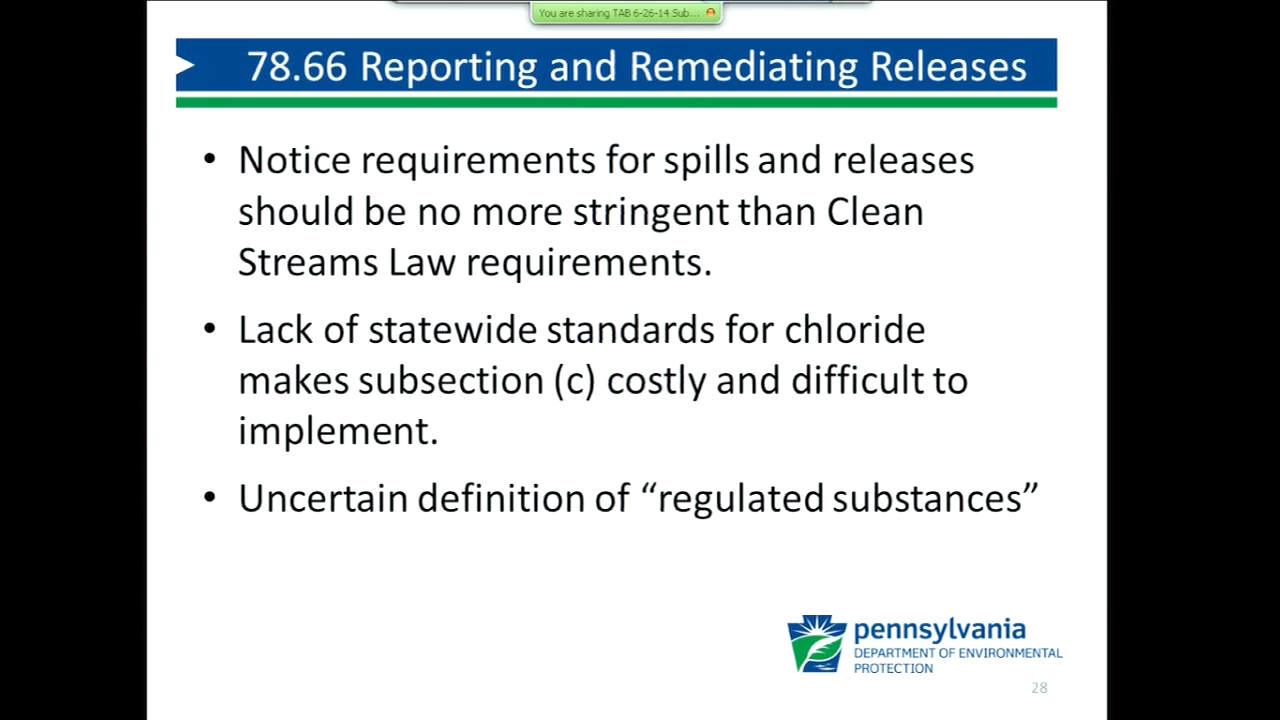 You are sharing TAB 6-26-14 Sub...
78.66 Reporting and Remediating Releases
• Notice requirements for spills and releases
should be no more stringent than Clean
Streams Law requirements.
• Lack of statewide standards for chloride
makes subsection (c) costly and difficult to
implement.
• Uncertain definition of “regulated substances”
pennsylvania
DEPARTMENT OF ENVIRONMENTAL
PROTECTION
28